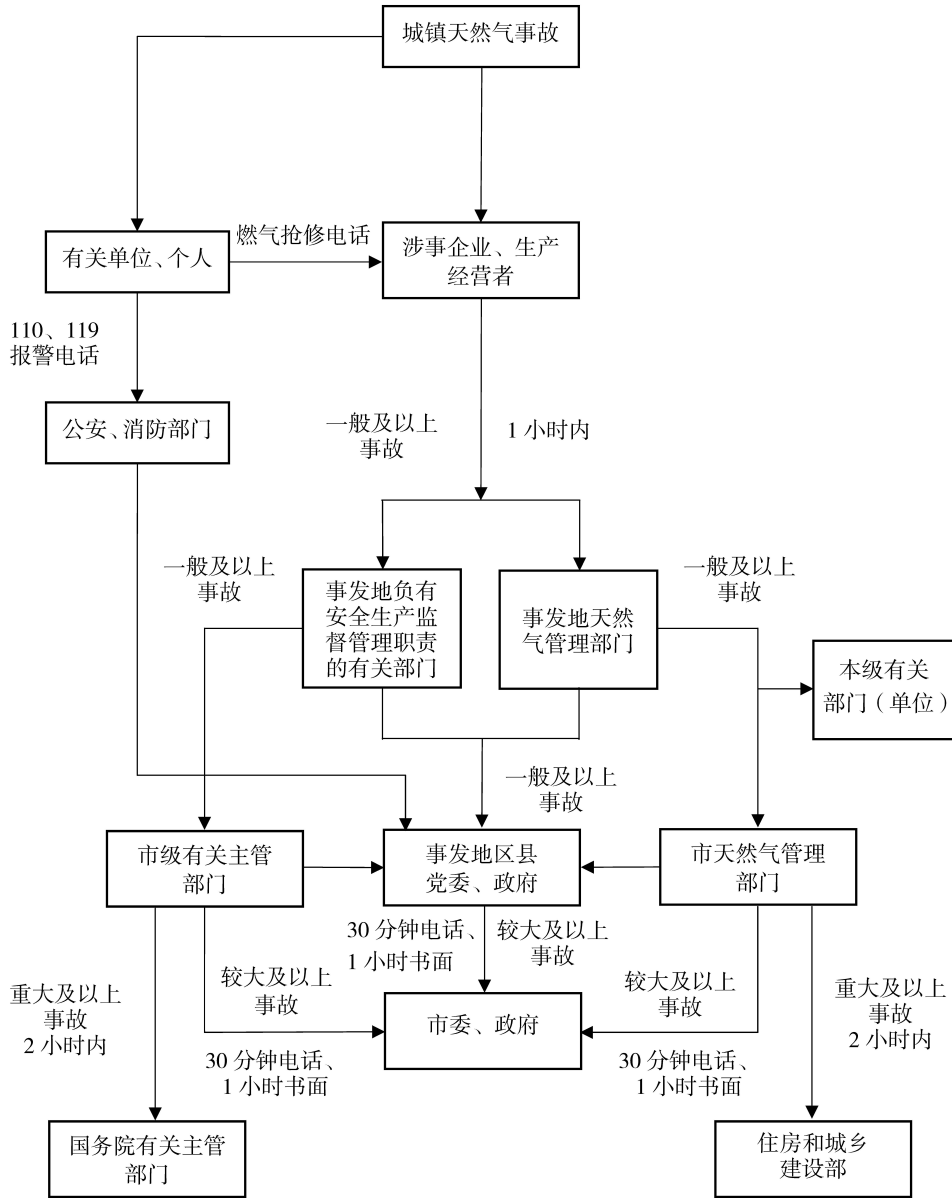 城镇天然气事故
燃气抢修电话
有关单位、个人
涉事企业、生产
经营者
110、119
报警电话
公安、消防部门
一般及以上
事故
1 小时内
一般及以上
事故
一般及以上
事故
事发地负有
安全生产监
督管理职责
的有关部门
事发地天然
气管理部门
本级有关
部门（单位）
一般及以上
事故
市级有关主管
部门
事发地区县
党委、政府
市天然气管理
部门
30 分钟电话、
1 小时书面
较大及以上
事故
重大及以上
事故
2 小时内
较大及以上
事故
市委、政府
较大及以上
事故
重大及以上
事故
2 小时内
30 分钟电话、
1 小时书面
30 分钟电话、
1 小时书面
国务院有关主管
部门
住房和城乡
建设部